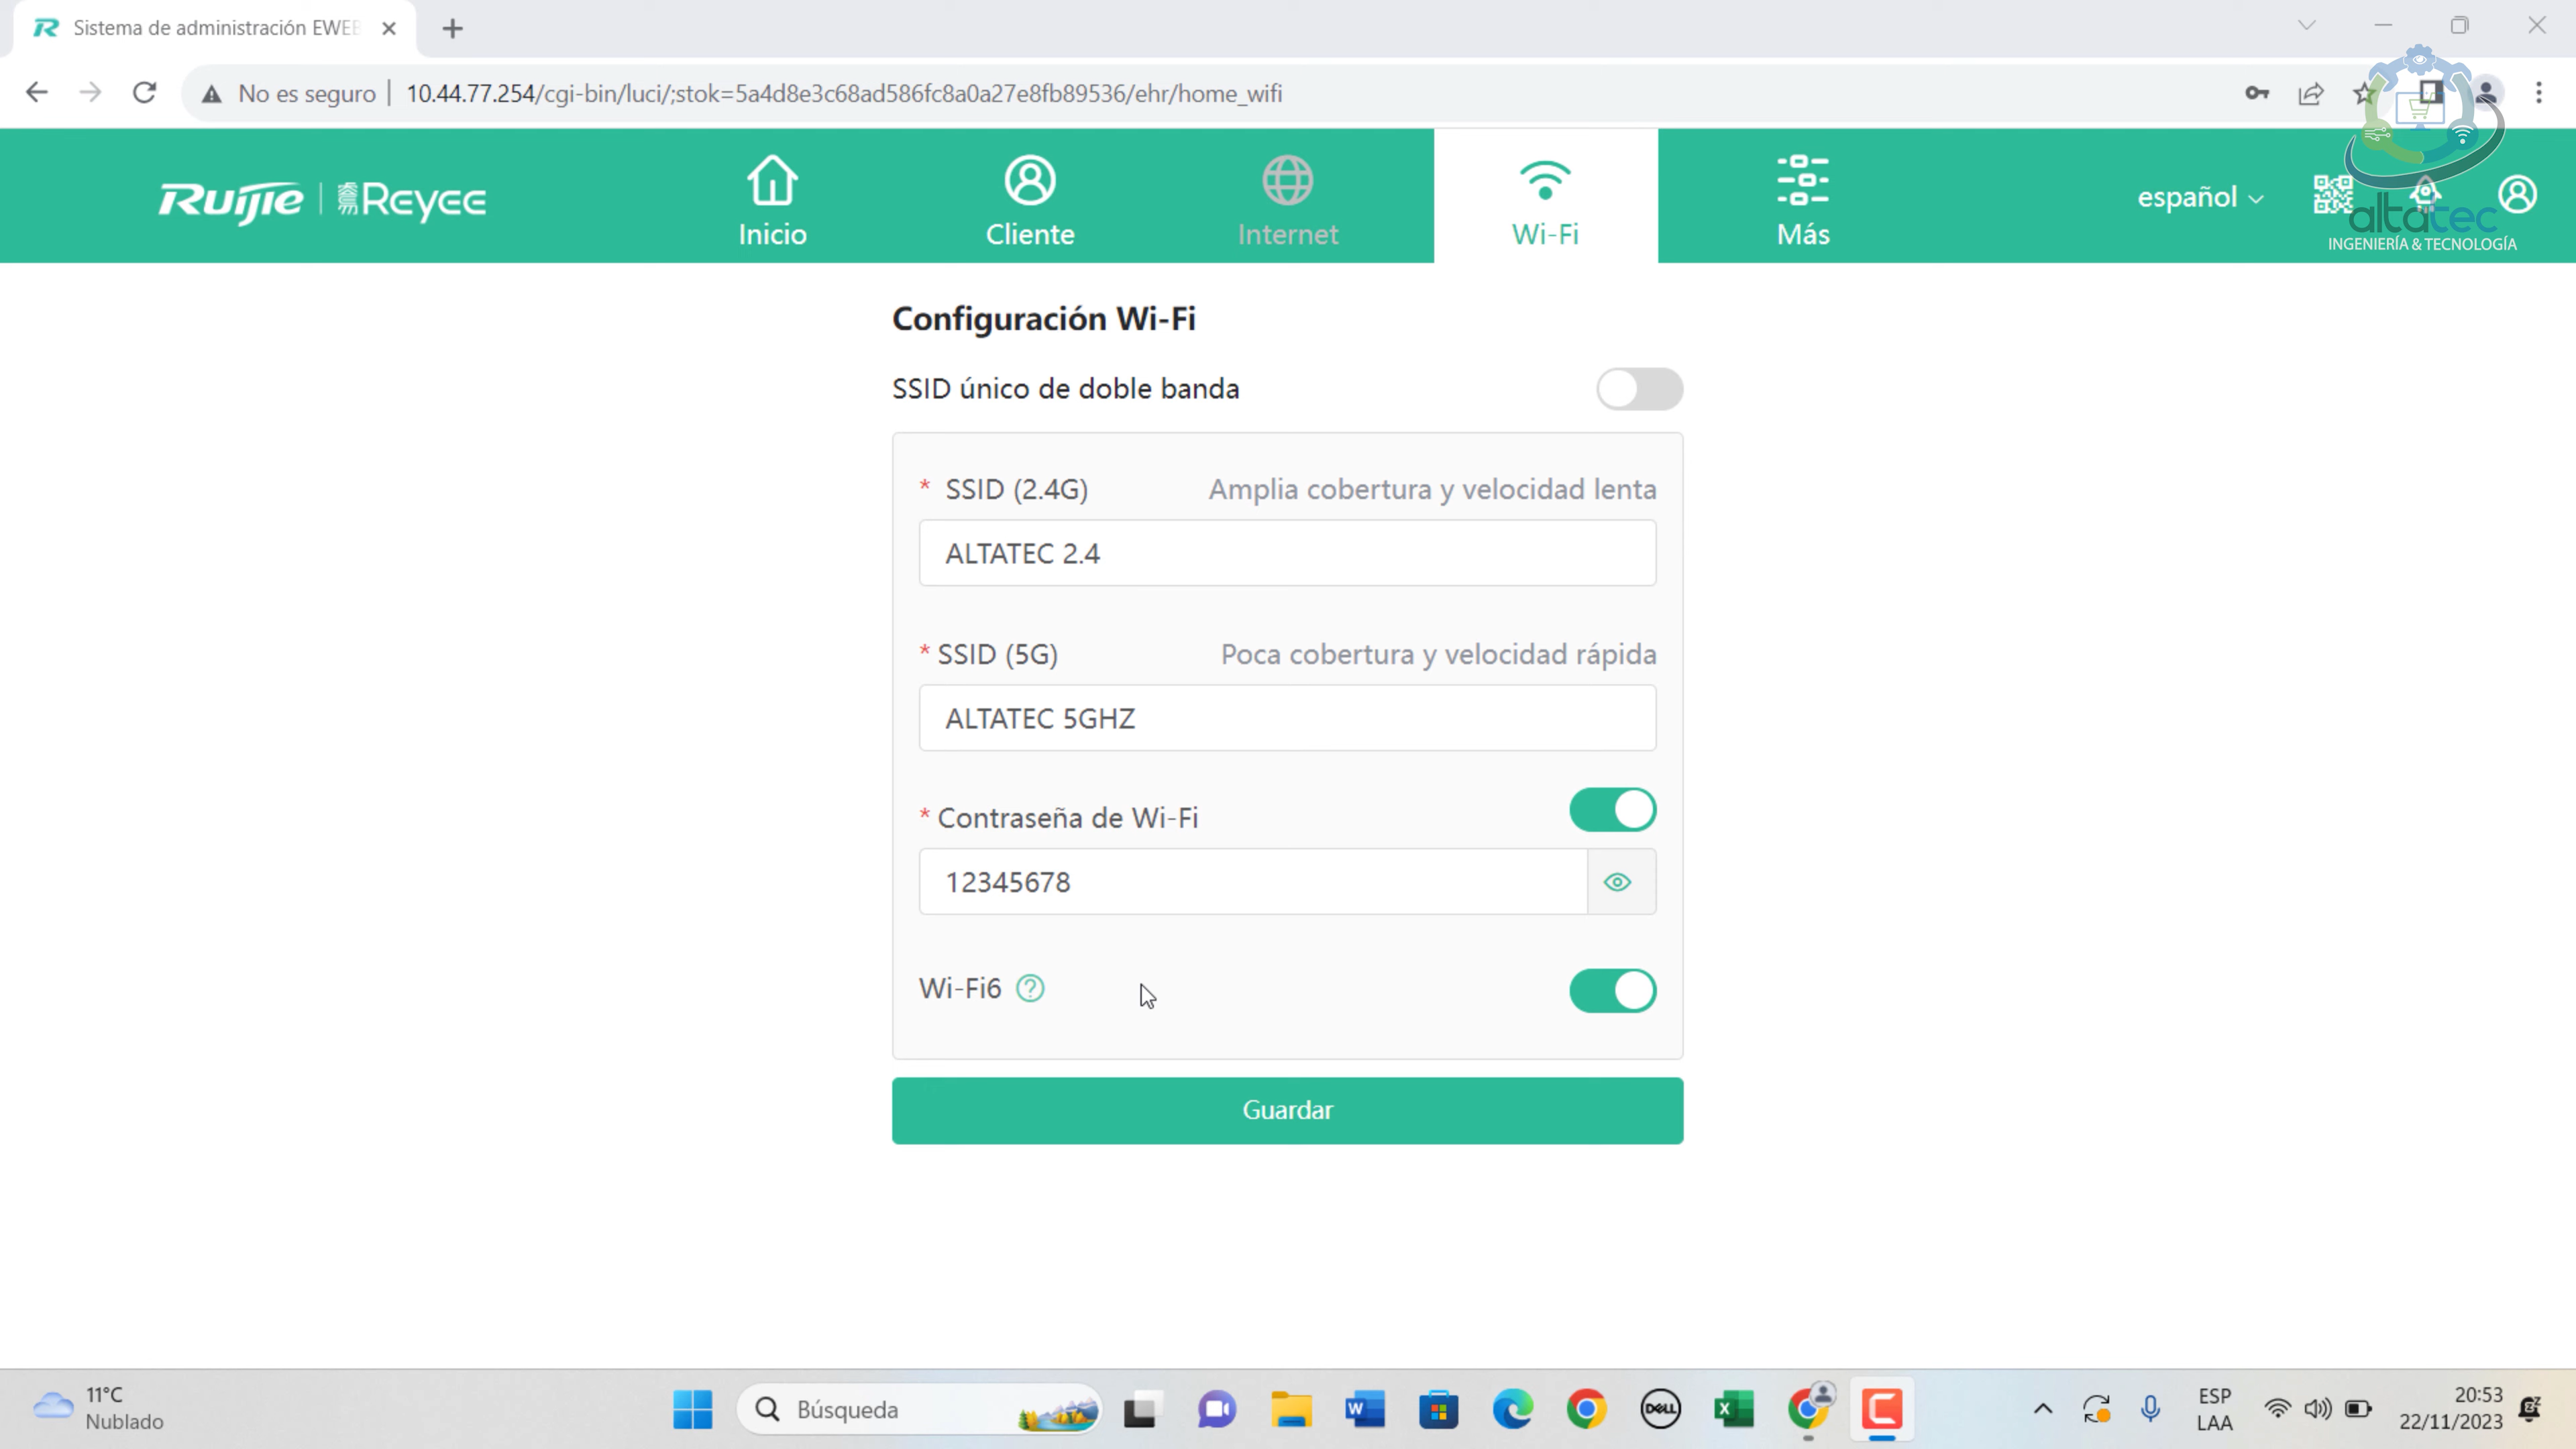 Sistema de administración EWEB
No es seguro
10.44.77.254/cgi-bin/luci/;stok=5a4d8e3c68ad586fc8a0a27e8fb89536/ehr/home_wifi
Ruijie | Reyee
Inicio
Cliente
Internet
Wi-Fi
Más
español
altatec
INGENIERÍA & TECNOLOGÍA
Configuración Wi-Fi
SSID único de doble banda
* SSID (2.4G) Amplia cobertura y velocidad lenta
ALTATEC 2.4
* SSID (5G) Poca cobertura y velocidad rápida
ALTATEC 5GHZ
* Contraseña de Wi-Fi
12345678
Wi-Fi6
Guardar
11°C
Nublado
Búsqueda
DELL
ESP
LAA
20:53
22/11/2023